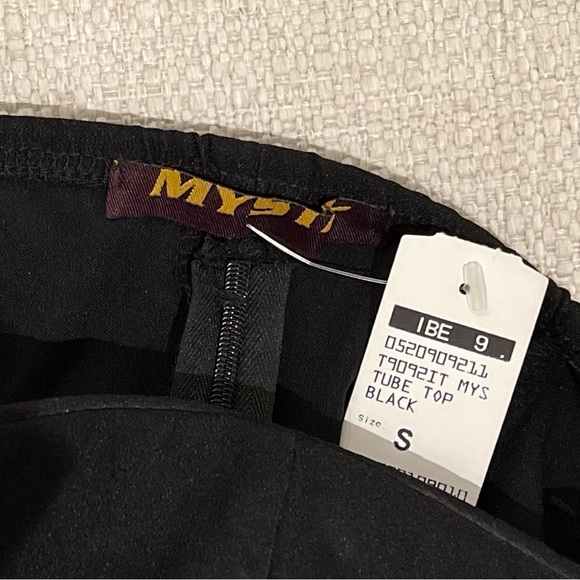 MYST
IBE 9.
0520909211
T9092IT MYS
TUBE TOP
BLACK
size:
S